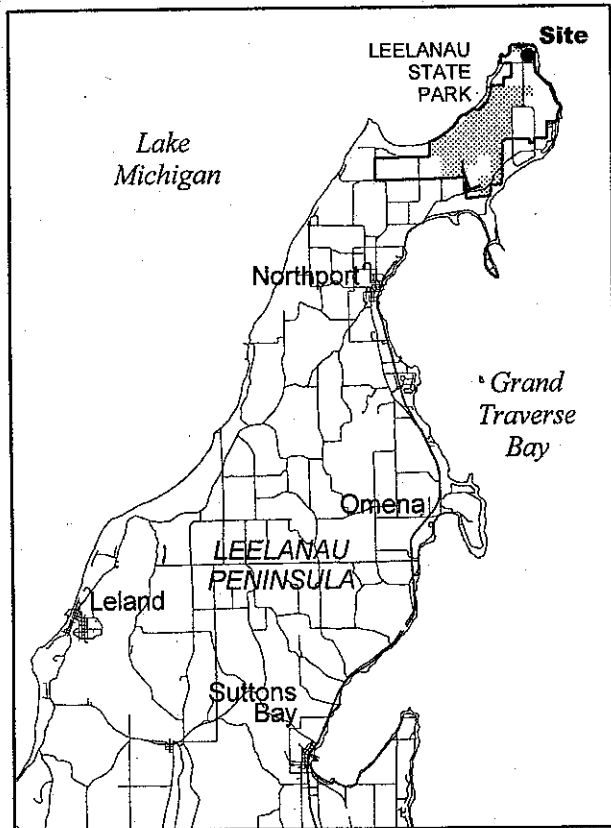 Site
LEELANAU
STATE
PARK
Lake
Michigan
Northport
Grand
Traverse
Bay
Omena
LEELANAU
PENINSULA
Leland
Suttons
Bay